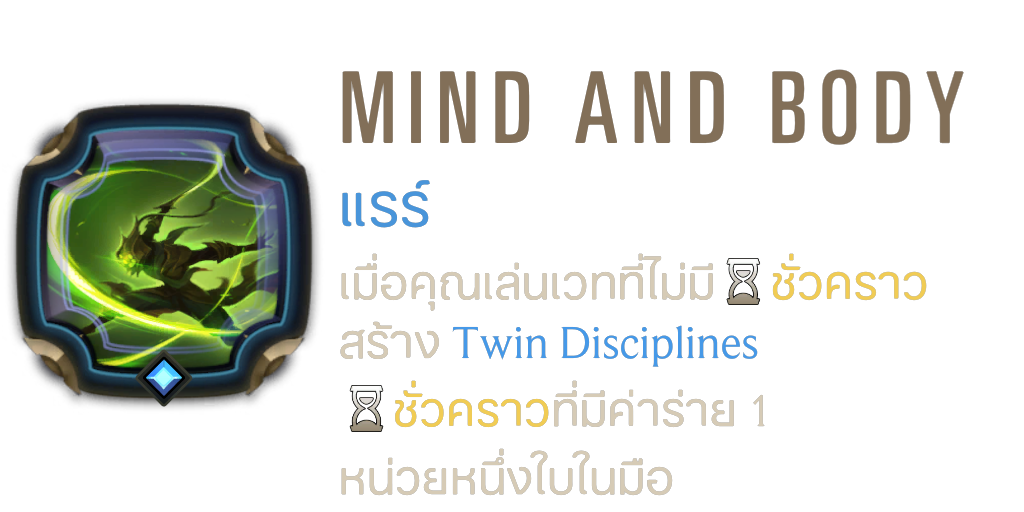 MIND AND BODY
แรร์
เมื่อคุณเล่นเวทที่ไม่มี ชั่วคราว
สร้าง Twin Disciplines
ชั่วคราวที่มีค่าร่าย 1
หน่วยหนึ่งใบในมือ